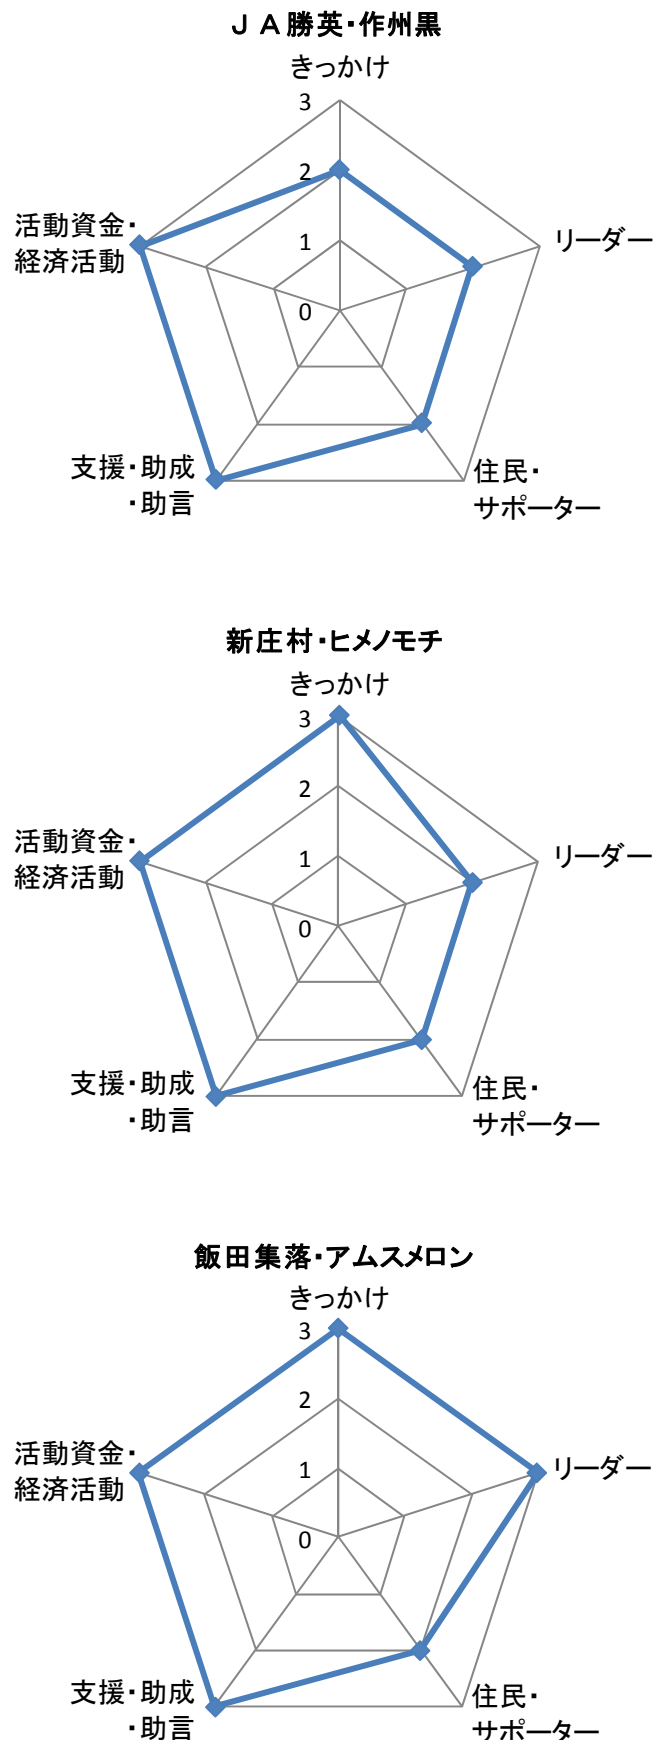 ＪＡ勝英・作州黒
きっかけ
3
2
1
0
リーダー
住民・
サポーター
支援・助成
・助言
活動資金・
経済活動
新庄村・ヒメノモチ
きっかけ
3
2
1
0
リーダー
住民・
サポーター
支援・助成
・助言
活動資金・
経済活動
飯田集落・アムスメロン
きっかけ
3
2
1
0
リーダー
住民・
サポーター
支援・助成
・助言
活動資金・
経済活動